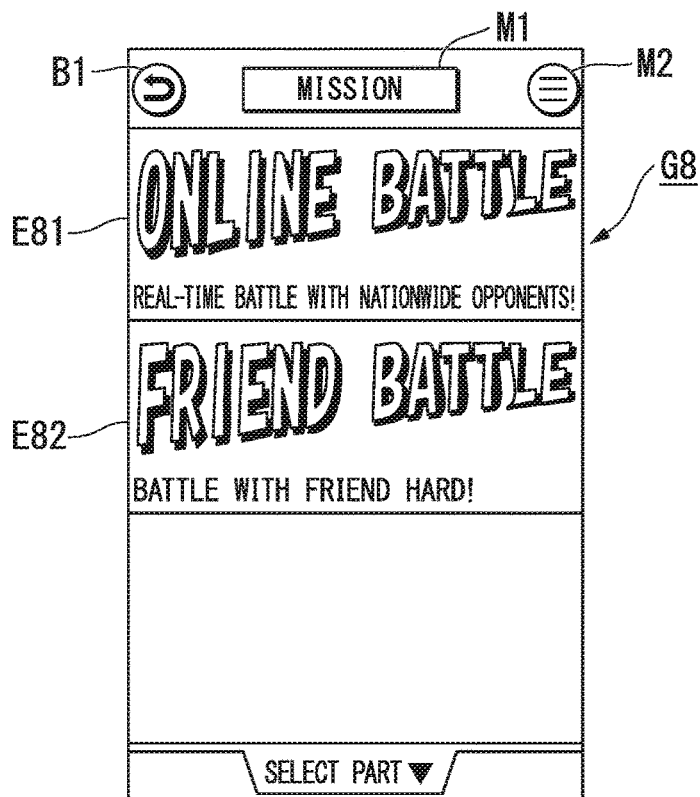 M1
B1
MISSION
M2
ONLINE BATTLE
G8
E81
REAL-TIME BATTLE WITH NATIONWIDE OPPONENTS!
FRIEND BATTLE
E82
BATTLE WITH FRIEND HARD!
SELECT PART ▼